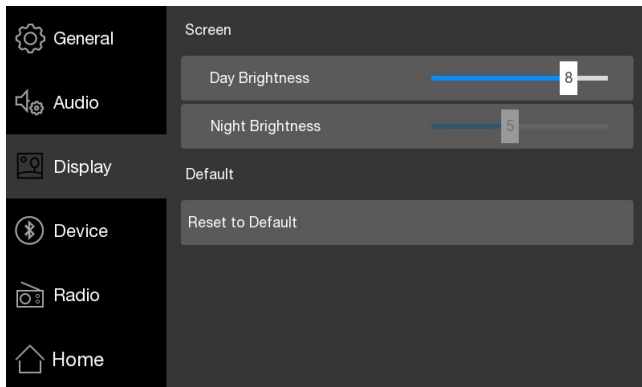 General
Audio
Display
Device
Radio
Home
Screen
Day Brightness 8
Night Brightness 5
Default
Reset to Default